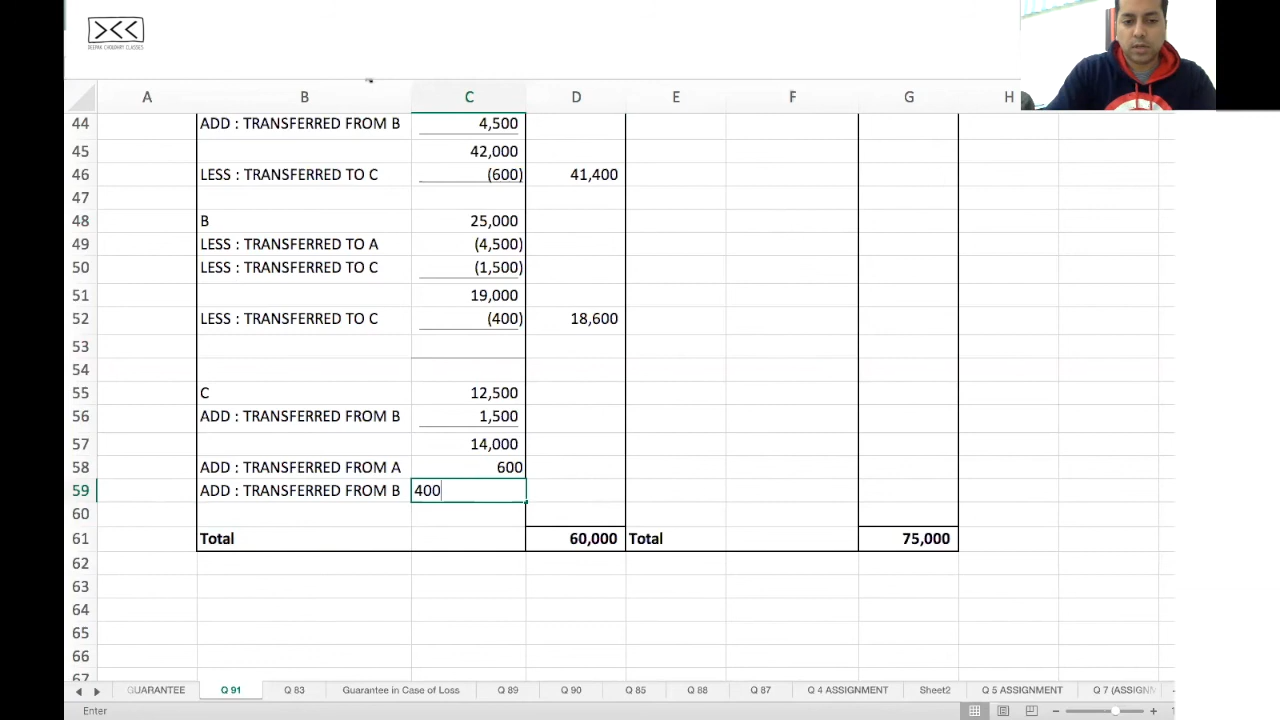 DEEPAK CHOUDHARY CLASSES
A B C D E F G H
44 ADD : TRANSFERRED FROM B 4,500
45 42,000
46 LESS : TRANSFERRED TO C (600) 41,400
47
48 B 25,000
49 LESS : TRANSFERRED TO A (4,500)
50 LESS : TRANSFERRED TO C (1,500)
51 19,000
52 LESS : TRANSFERRED TO C (400) 18,600
53
54
55 C 12,500
56 ADD : TRANSFERRED FROM B 1,500
57 14,000
58 ADD : TRANSFERRED FROM A 600
59 ADD : TRANSFERRED FROM B 400
60
61 Total 60,000 Total 75,000
62
63
64
65
66
67
GUARANTEE Q 91 Q 83 Guarantee in Case of Loss Q 89 Q 90 Q 85 Q 88 Q 87 Q 4 ASSIGNMENT Sheet2 Q 5 ASSIGNMENT Q 7 (ASSIGNM
Enter